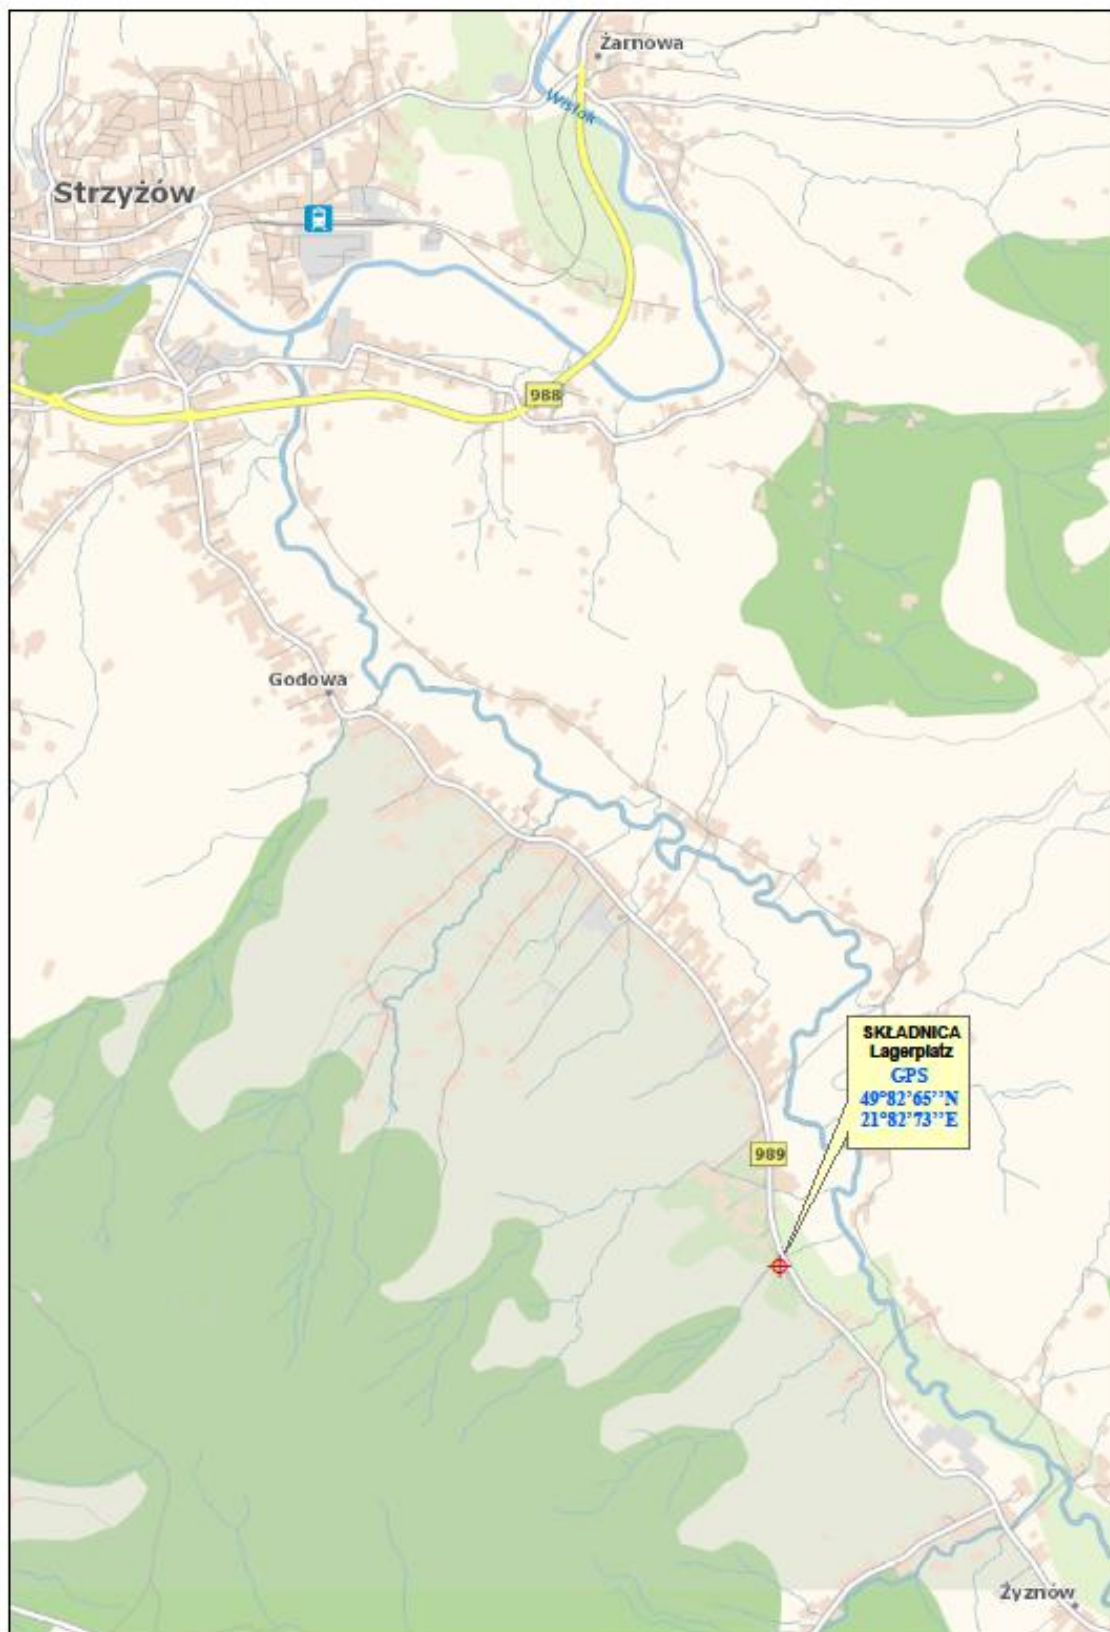 Żarnowa
Wisłok
Strzyżów
988
Godowa
SKŁADNICA
Lagerplatz
GPS
49°82’65’’N
21°82’73’’E
989
Żyznów